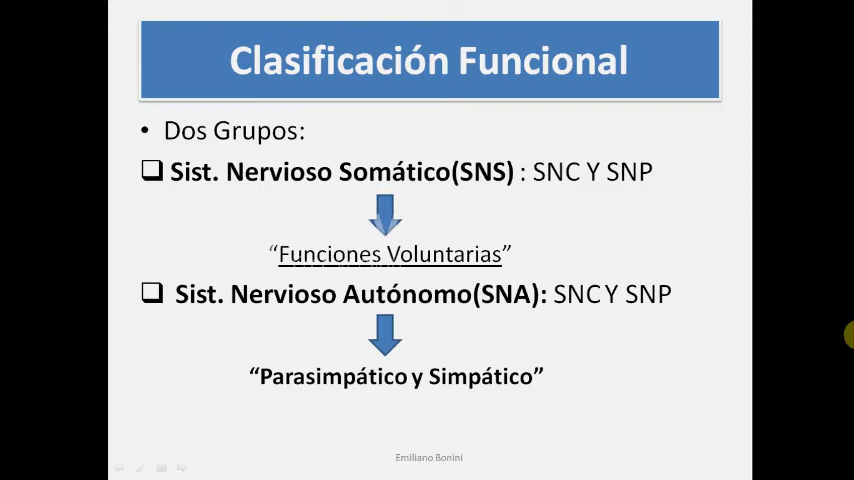 Clasificación Funcional
• Dos Grupos:
❑ Sist. Nervioso Somático(SNS) : SNC Y SNP
“Funciones Voluntarias”
❑ Sist. Nervioso Autónomo(SNA): SNC Y SNP
“Parasimpático y Simpático”
Emiliano Bonini